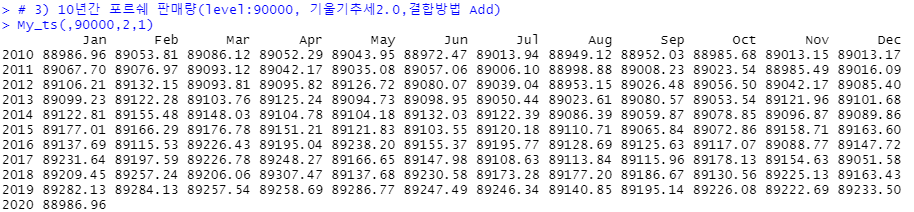 > # 3) 10년간 포르쉐 판매량(level:90000, 기울기추세2.0,결합방법 Add)
> My_ts(,90000,2,1)
Jan Feb Mar Apr May Jun Jul Aug Sep Oct Nov Dec
2010 88986.96 89053.81 89086.12 89052.29 89043.95 88972.47 89013.94 88949.12 88952.03 88985.68 89013.15 89013.17
2011 89067.70 89076.97 89093.12 89042.17 89035.08 89057.06 89006.10 88998.88 89008.23 89023.54 88985.49 89016.09
2012 89106.21 89132.15 89093.81 89095.82 89126.72 89080.07 89039.04 88953.15 89026.48 89056.50 89042.17 89085.40
2013 89099.23 89122.28 89103.76 89125.24 89094.73 89098.95 89050.44 89023.61 89080.57 89053.54 89121.96 89101.68
2014 89122.81 89155.48 89148.03 89104.78 89104.18 89132.03 89122.39 89086.39 89059.87 89078.85 89096.87 89089.86
2015 89177.01 89166.29 89176.78 89151.21 89121.83 89103.55 89120.18 89110.71 89065.84 89072.86 89158.71 89163.60
2016 89137.69 89115.53 89226.43 89195.04 89238.20 89155.37 89195.77 89128.69 89125.63 89117.07 89088.77 89147.72
2017 89231.64 89197.59 89226.78 89248.27 89166.65 89147.98 89108.63 89113.84 89115.96 89178.13 89154.63 89051.58
2018 89209.45 89257.24 89206.06 89307.47 89137.68 89230.58 89173.28 89177.20 89186.67 89130.56 89225.13 89163.43
2019 89282.13 89284.13 89257.54 89258.69 89286.77 89247.49 89246.34 89140.85 89195.14 89226.08 89222.69 89233.50
2020 88986.96